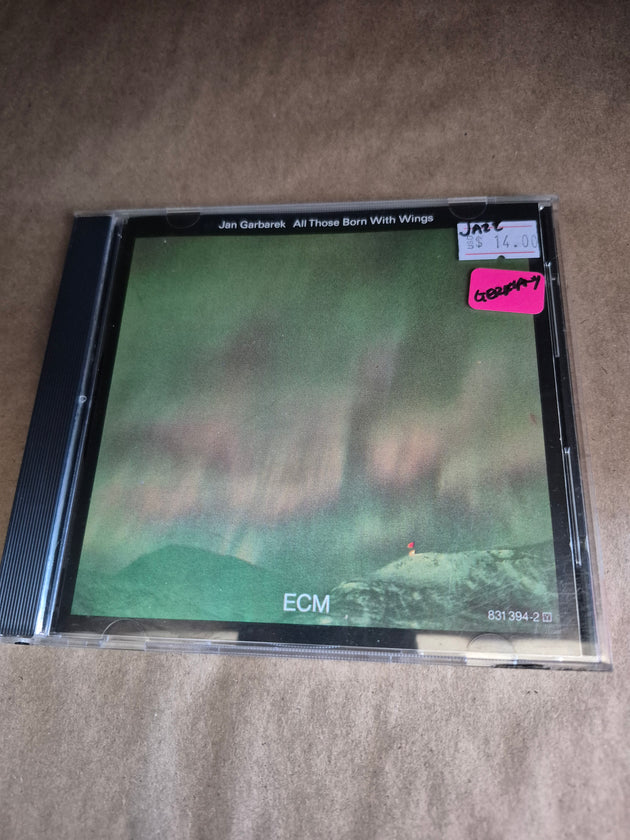 Jan Garbarek All Those Born With Wings
JAZZ
S$ 14.00
GERMANY
ECM
831 394-2